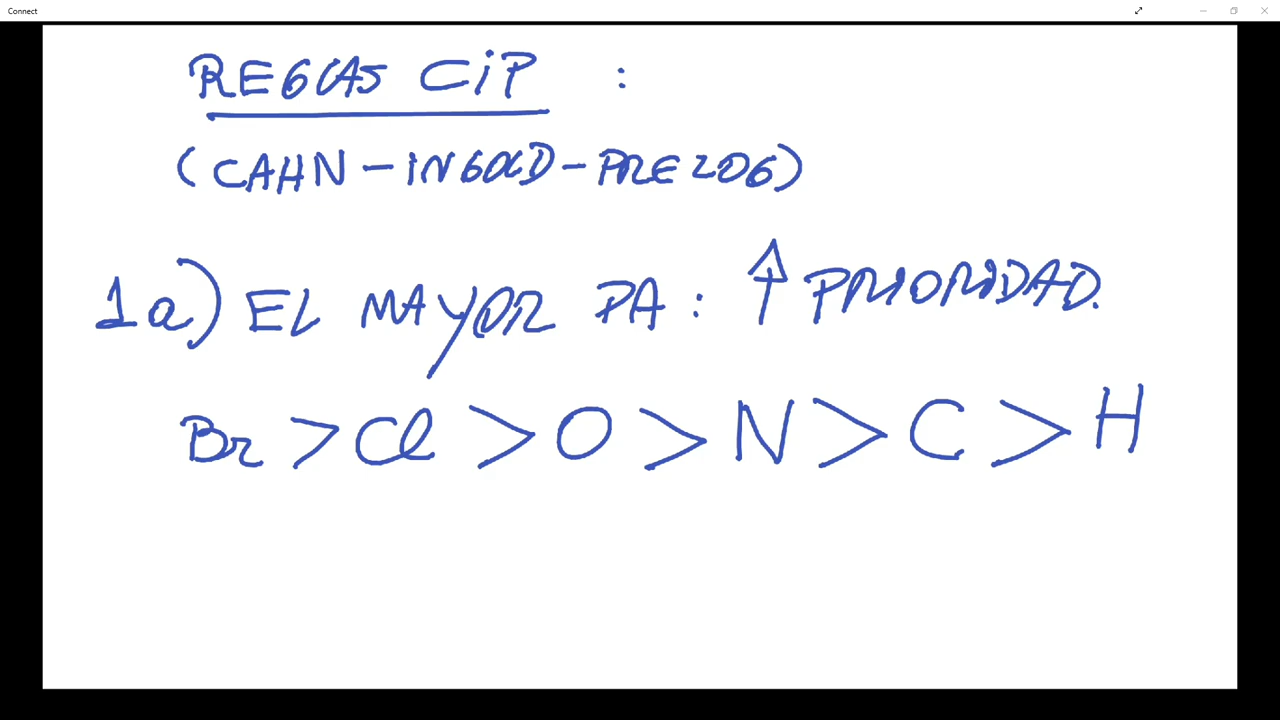 Connect
REGLAS CiP :
(CAHN-iNGOLD-PRELOG)
1a) EL MAYOR PA: ↑ PRIORIDAD.
Br > Cl > O > N > C > H